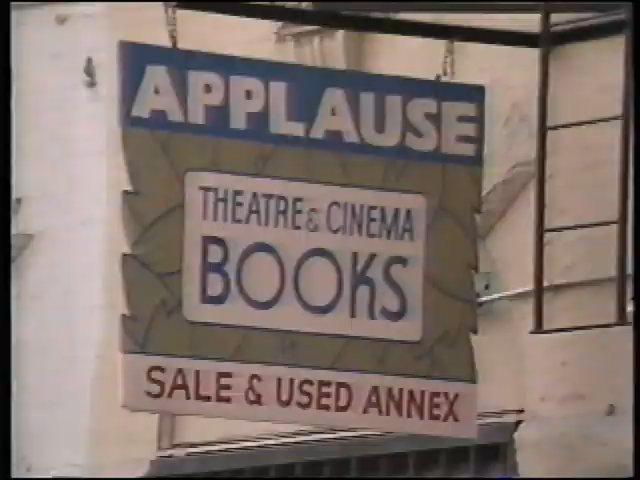 APPLAUSE
THEATRE & CINEMA
BOOKS
SALE & USED ANNEX